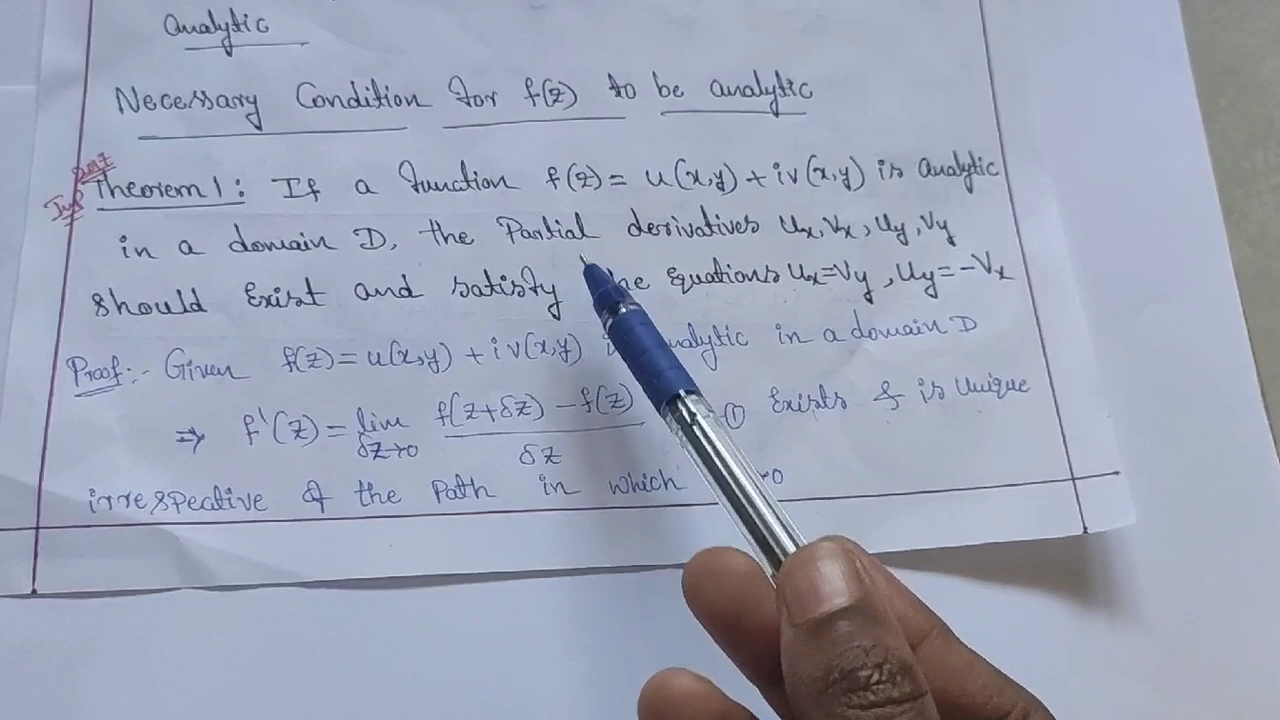 Analytic
Necessary Condition for f(z) to be analytic
Theorem 1: If a function f(z) = u(x,y) + iv(x,y) is analytic
in a domain D, the Partial derivatives ux, vx, uy, vy
should Exist and satisfy the Equations ux=vy, uy=-vx
Proof:- Given f(z) = u(x,y) + iv(x,y) analytic in a domain D
⇒ f'(z) = lim δz→0 f(z+δz) - f(z) / δz ① Exists & is Unique
irrespective of the Path in which →0